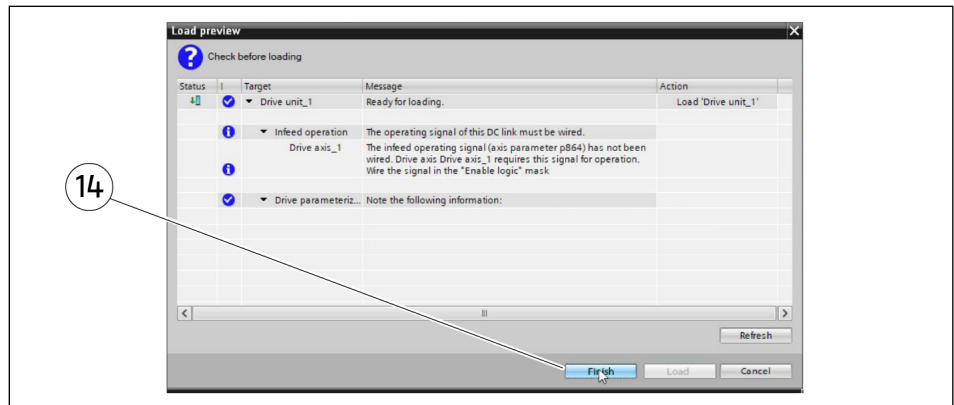 Load preview
Check before loading
Status I Target Message Action
Drive unit_1 Ready for loading. Load 'Drive unit_1'
Infeed operation The operating signal of this DC link must be wired.
Drive axis_1 The infeed operating signal (axis parameter p864) has not been
wired. Drive axis Drive axis_1 requires this signal for operation.
Wire the signal in the "Enable logic" mask
14
Drive parameteriz... Note the following information:
Refresh
Finish Load Cancel